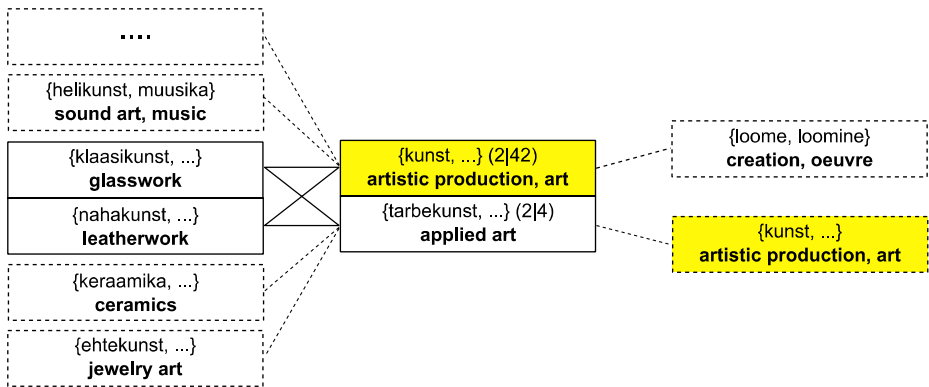 ....
{helikunst, muusika}
sound art, music
{klaasikunst, ...}
glasswork
{nahakunst, ...}
leatherwork
{keraamika, ...}
ceramics
{ehtekunst, ...}
jewelry art
{kunst, ...} (2|42)
artistic production, art
{tarbekunst, ...} (2|4)
applied art
{loome, loomine}
creation, oeuvre
{kunst, ...}
artistic production, art